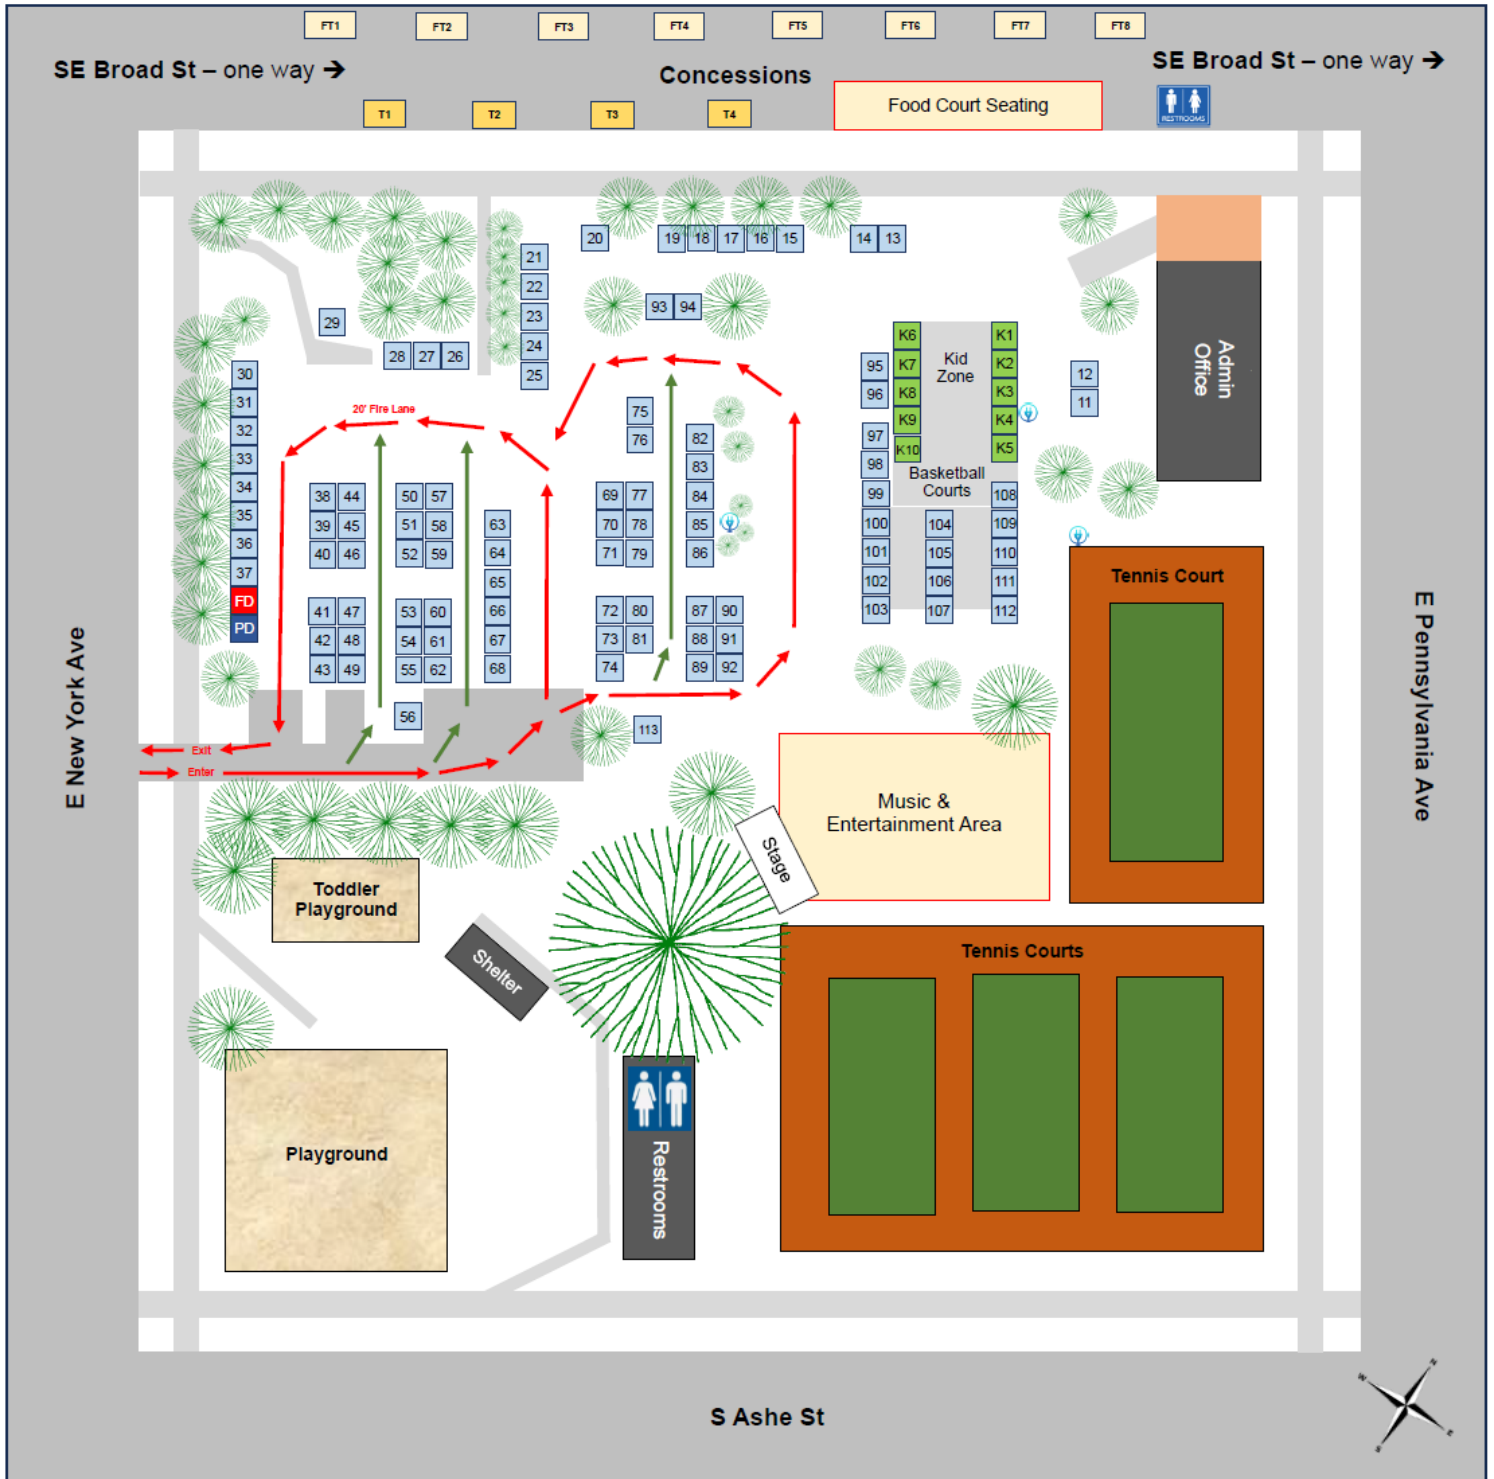 FT1 FT2 FT3 FT4 FT5 FT6 FT7 FT8
SE Broad St – one way →
Concessions
SE Broad St – one way →
T1 T2 T3 T4
Food Court Seating
RESTROOMS
20 19 18 17 16 15 14 13
21
22
23
24
25
93 94
29
28 27 26
30
31
32
33
34
35
36
37
FD
PD
20' Fire Lane
38 44
39 45
40 46
41 47
42 48
43 49
50 57
51 58
52 59
53 60
54 61
55 62
56
63
64
65
66
67
68
75
76
69 77
70 78
71 79
72 80
73 81
74
82
83
84
85
86
87 90
88 91
89 92
113
95
96
97
98
99
100
101
102
103
K6
K7
K8
K9
K10
Kid
Zone
K1
K2
K3
K4
K5
Basketball
Courts
104
105
106
107
108
109
110
111
112
12
11
Admin
Office
Tennis Court
E New York Ave
E Pennsylvania Ave
Exit
Enter
Music &
Entertainment Area
Stage
Toddler
Playground
Shelter
Tennis Courts
Playground
Restrooms
S Ashe St
N
W
E
S